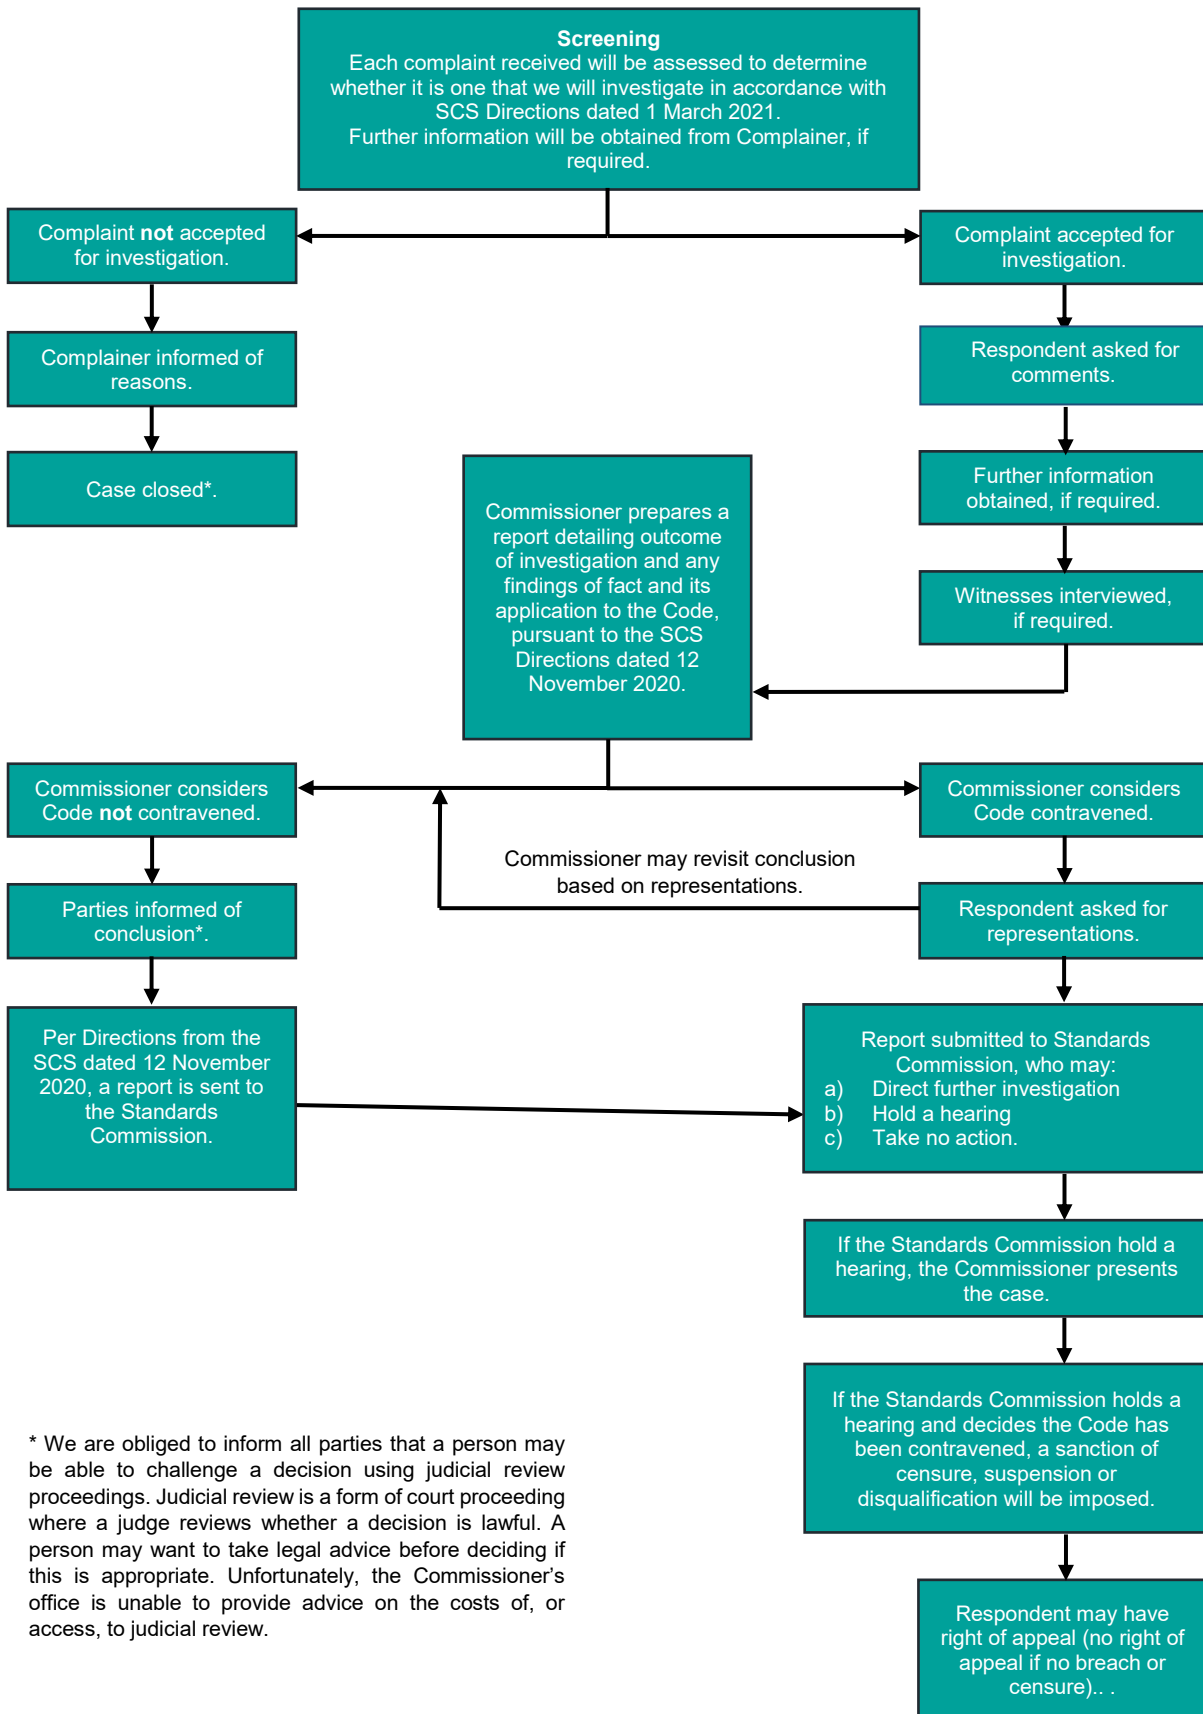 Screening
Each complaint received will be assessed to determine
whether it is one that we will investigate in accordance with
SCS Directions dated 1 March 2021.
Further information will be obtained from Complainer, if
required.
Complaint not accepted
for investigation.
Complaint accepted for
investigation.
Complainer informed of
reasons.
Respondent asked for
comments.
Case closed*.
Further information
obtained, if required.
Witnesses interviewed,
if required.
Commissioner prepares a
report detailing outcome
of investigation and any
findings of fact and its
application to the Code,
pursuant to the SCS
Directions dated 12
November 2020.
Commissioner considers
Code not contravened.
Commissioner considers
Code contravened.
Commissioner may revisit conclusion
based on representations.
Parties informed of
conclusion*.
Respondent asked for
representations.
Per Directions from the
SCS dated 12 November
2020, a report is sent to
the Standards
Commission.
Report submitted to Standards
Commission, who may:
a) Direct further investigation
b) Hold a hearing
c) Take no action.
If the Standards Commission hold a
hearing, the Commissioner presents
the case.
If the Standards Commission holds a
hearing and decides the Code has
been contravened, a sanction of
censure, suspension or
disqualification will be imposed.
Respondent may have
right of appeal (no right of
appeal if no breach or
censure).. .
* We are obliged to inform all parties that a person may
be able to challenge a decision using judicial review
proceedings. Judicial review is a form of court proceeding
where a judge reviews whether a decision is lawful. A
person may want to take legal advice before deciding if
this is appropriate. Unfortunately, the Commissioner's
office is unable to provide advice on the costs of, or
access, to judicial review.